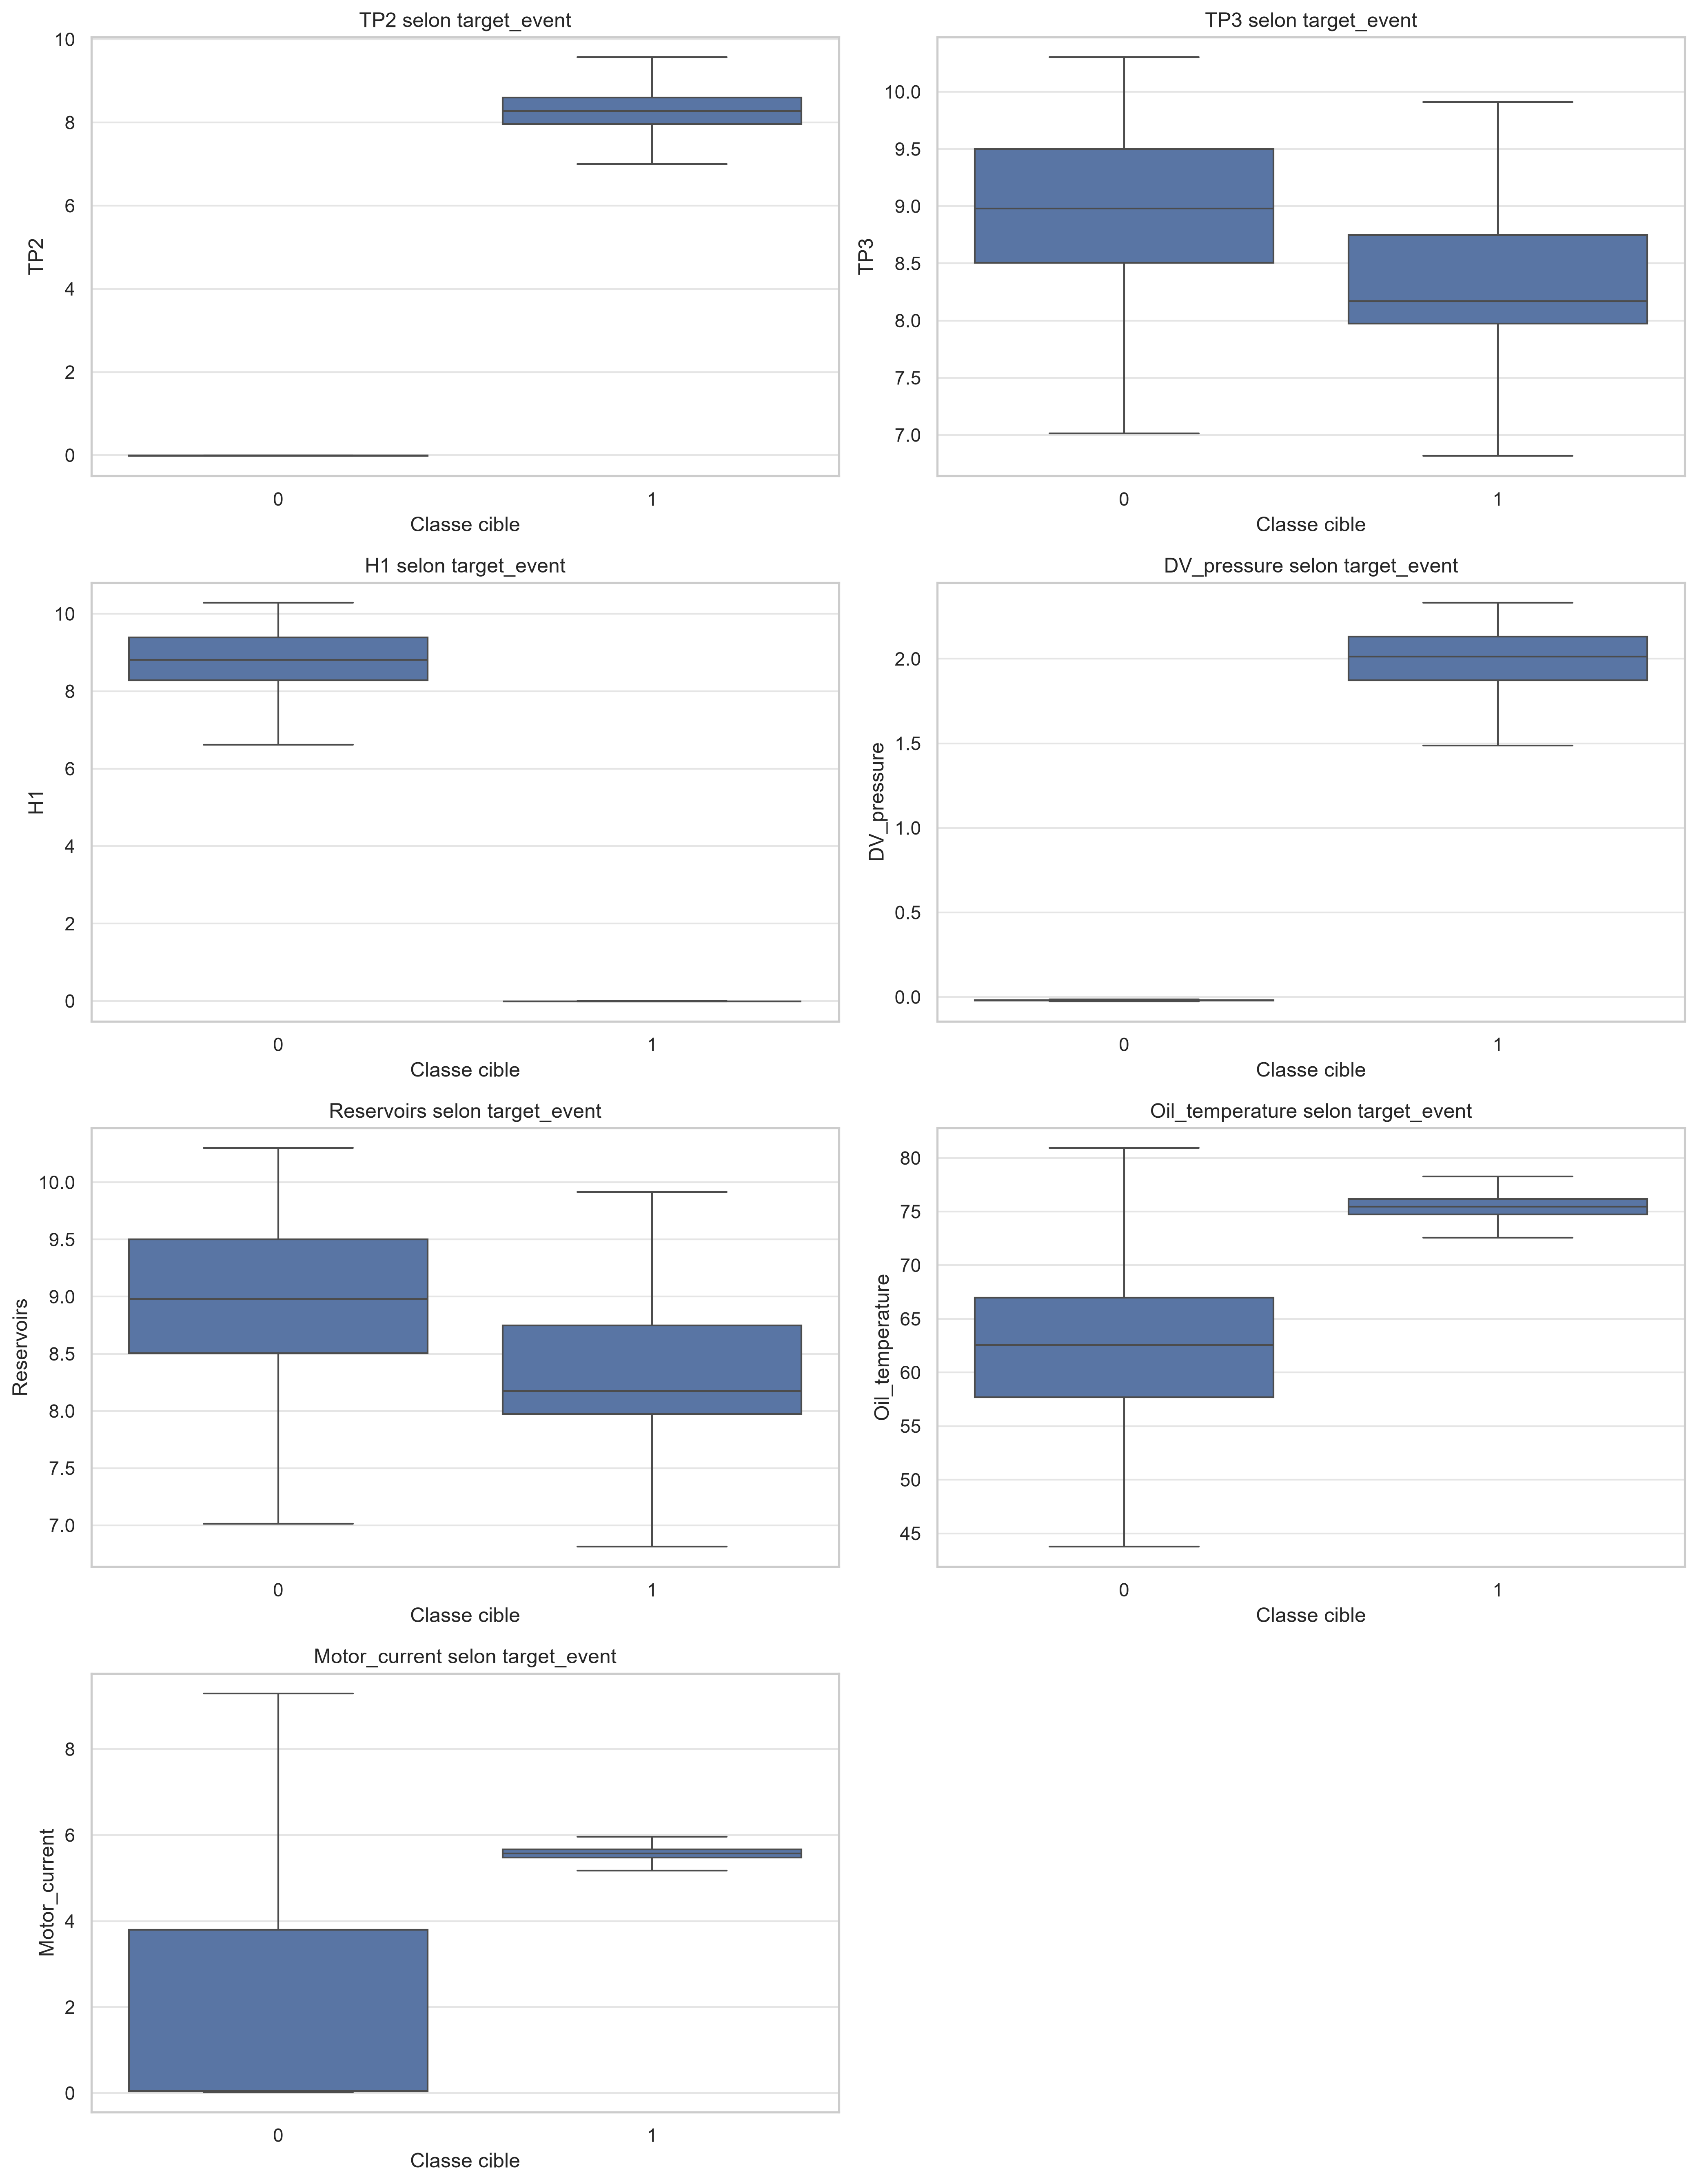 TP2 selon target_event
10
8
6
4
2
0
TP2
0 1
Classe cible
TP3 selon target_event
10.0
9.5
9.0
8.5
8.0
7.5
7.0
TP3
0 1
Classe cible
H1 selon target_event
10
8
6
4
2
0
H1
0 1
Classe cible
DV_pressure selon target_event
2.0
1.5
1.0
0.5
0.0
DV_pressure
0 1
Classe cible
Reservoirs selon target_event
10.0
9.5
9.0
8.5
8.0
7.5
7.0
Reservoirs
0 1
Classe cible
Oil_temperature selon target_event
80
75
70
65
60
55
50
45
Oil_temperature
0 1
Classe cible
Motor_current selon target_event
8
6
4
2
0
Motor_current
0 1
Classe cible